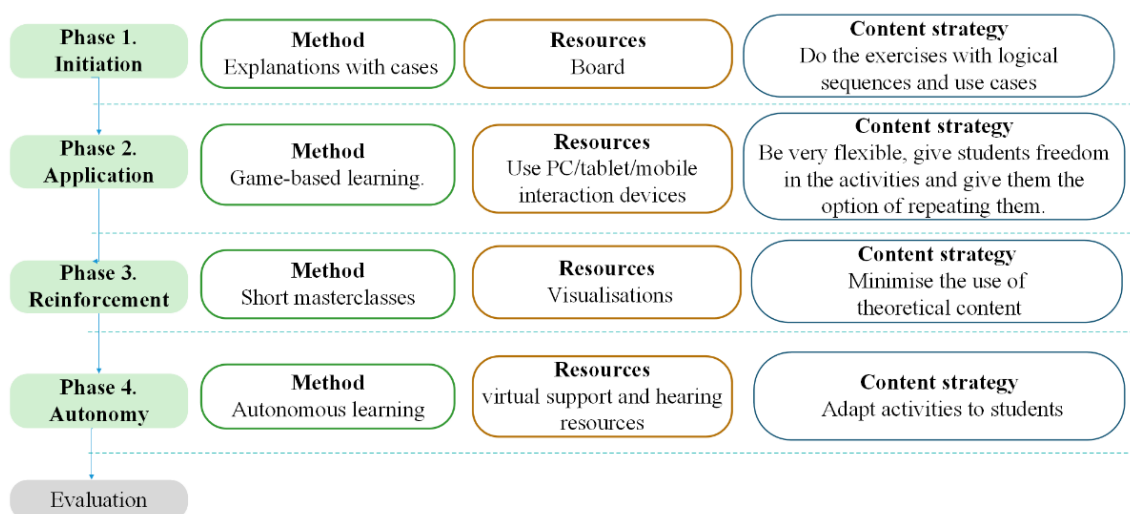 Phase 1.
Initiation
Method
Explanations with cases
Resources
Board
Content strategy
Do the exercises with logical
sequences and use cases
Phase 2.
Application
Method
Game-based learning.
Resources
Use PC/tablet/mobile
interaction devices
Content strategy
Be very flexible, give students freedom
in the activities and give them the
option of repeating them.
Phase 3.
Reinforcement
Method
Short masterclasses
Resources
Visualisations
Content strategy
Minimise the use of
theoretical content
Phase 4.
Autonomy
Method
Autonomous learning
Resources
virtual support and hearing
resources
Content strategy
Adapt activities to students
Evaluation